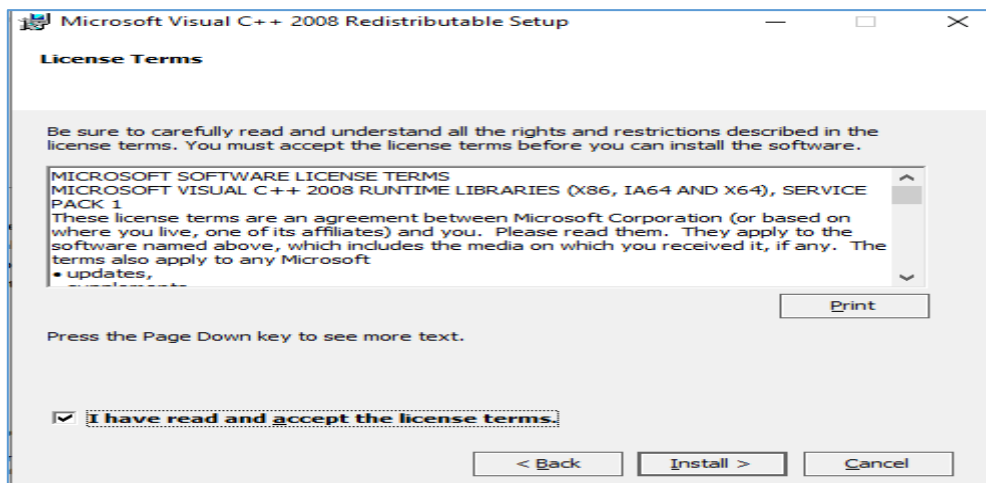 Microsoft Visual C++ 2008 Redistributable Setup
License Terms
Be sure to carefully read and understand all the rights and restrictions described in the
license terms. You must accept the license terms before you can install the software.
MICROSOFT SOFTWARE LICENSE TERMS
MICROSOFT VISUAL C++ 2008 RUNTIME LIBRARIES (X86, IA64 AND X64), SERVICE
PACK 1
These license terms are an agreement between Microsoft Corporation (or based on
where you live, one of its affiliates) and you.  Please read them.  They apply to the
software named above, which includes the media on which you received it, if any.  The
terms also apply to any Microsoft
• updates,
Print
Press the Page Down key to see more text.
I have read and accept the license terms.
< Back
Install >
Cancel